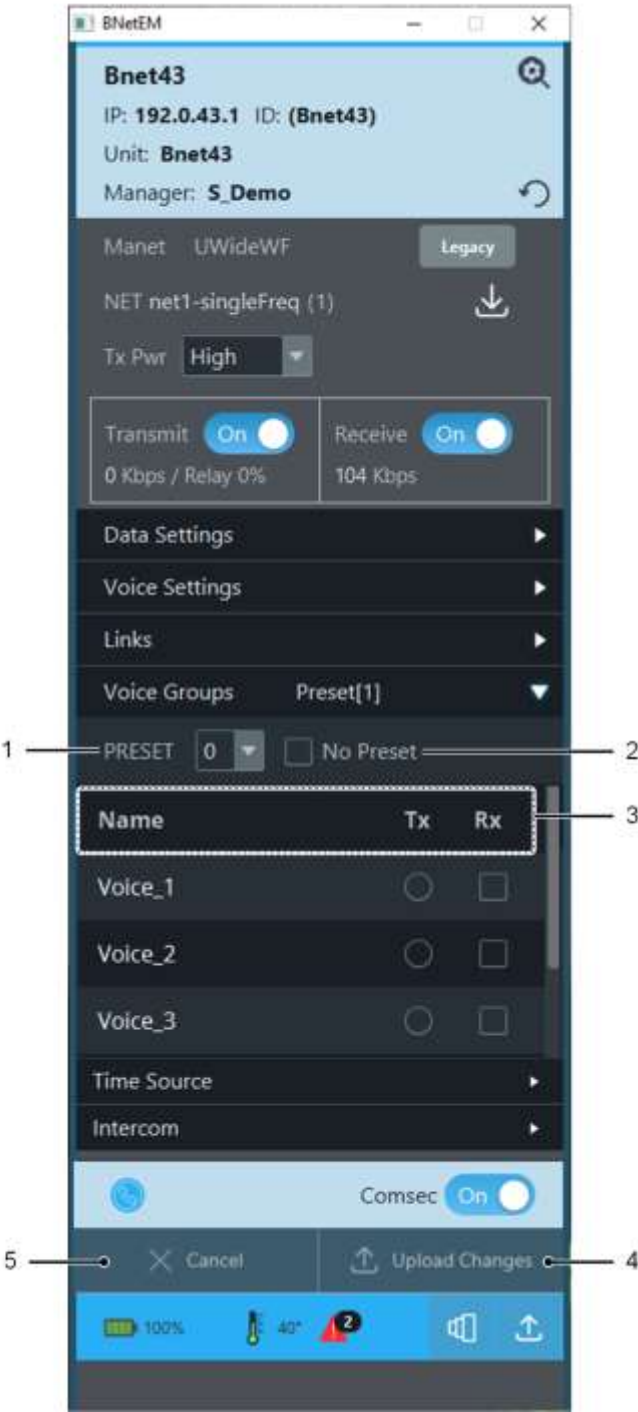 BNetEM
Bnet43
IP: 192.0.43.1 ID: (Bnet43)
Unit: Bnet43
Manager: S_Demo
Manet UWideWF Legacy
NET net1-singleFreq (1)
Tx Pwr High
Transmit On Receive On
0 Kbps / Relay 0% 104 Kbps
Data Settings
Voice Settings
Links
Voice Groups Preset[1]
1 PRESET 0 No Preset 2
Name Tx Rx 3
Voice_1
Voice_2
Voice_3
Time Source
Intercom
Comsec On
5 Cancel Upload Changes 4
100% 40° 2